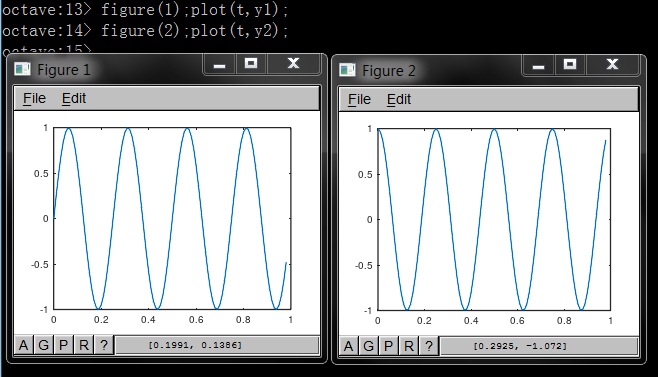 octave:13> figure(1);plot(t,y1);
octave:14> figure(2);plot(t,y2);
octave:15>
Figure 1
File Edit
1
0.5
0
-0.5
-1
0 0.2 0.4 0.6 0.8 1
A G P R ? [0.1991, 0.1386]
Figure 2
File Edit
1
0.5
0
-0.5
-1
0 0.2 0.4 0.6 0.8 1
A G P R ? [0.2925, -1.072]